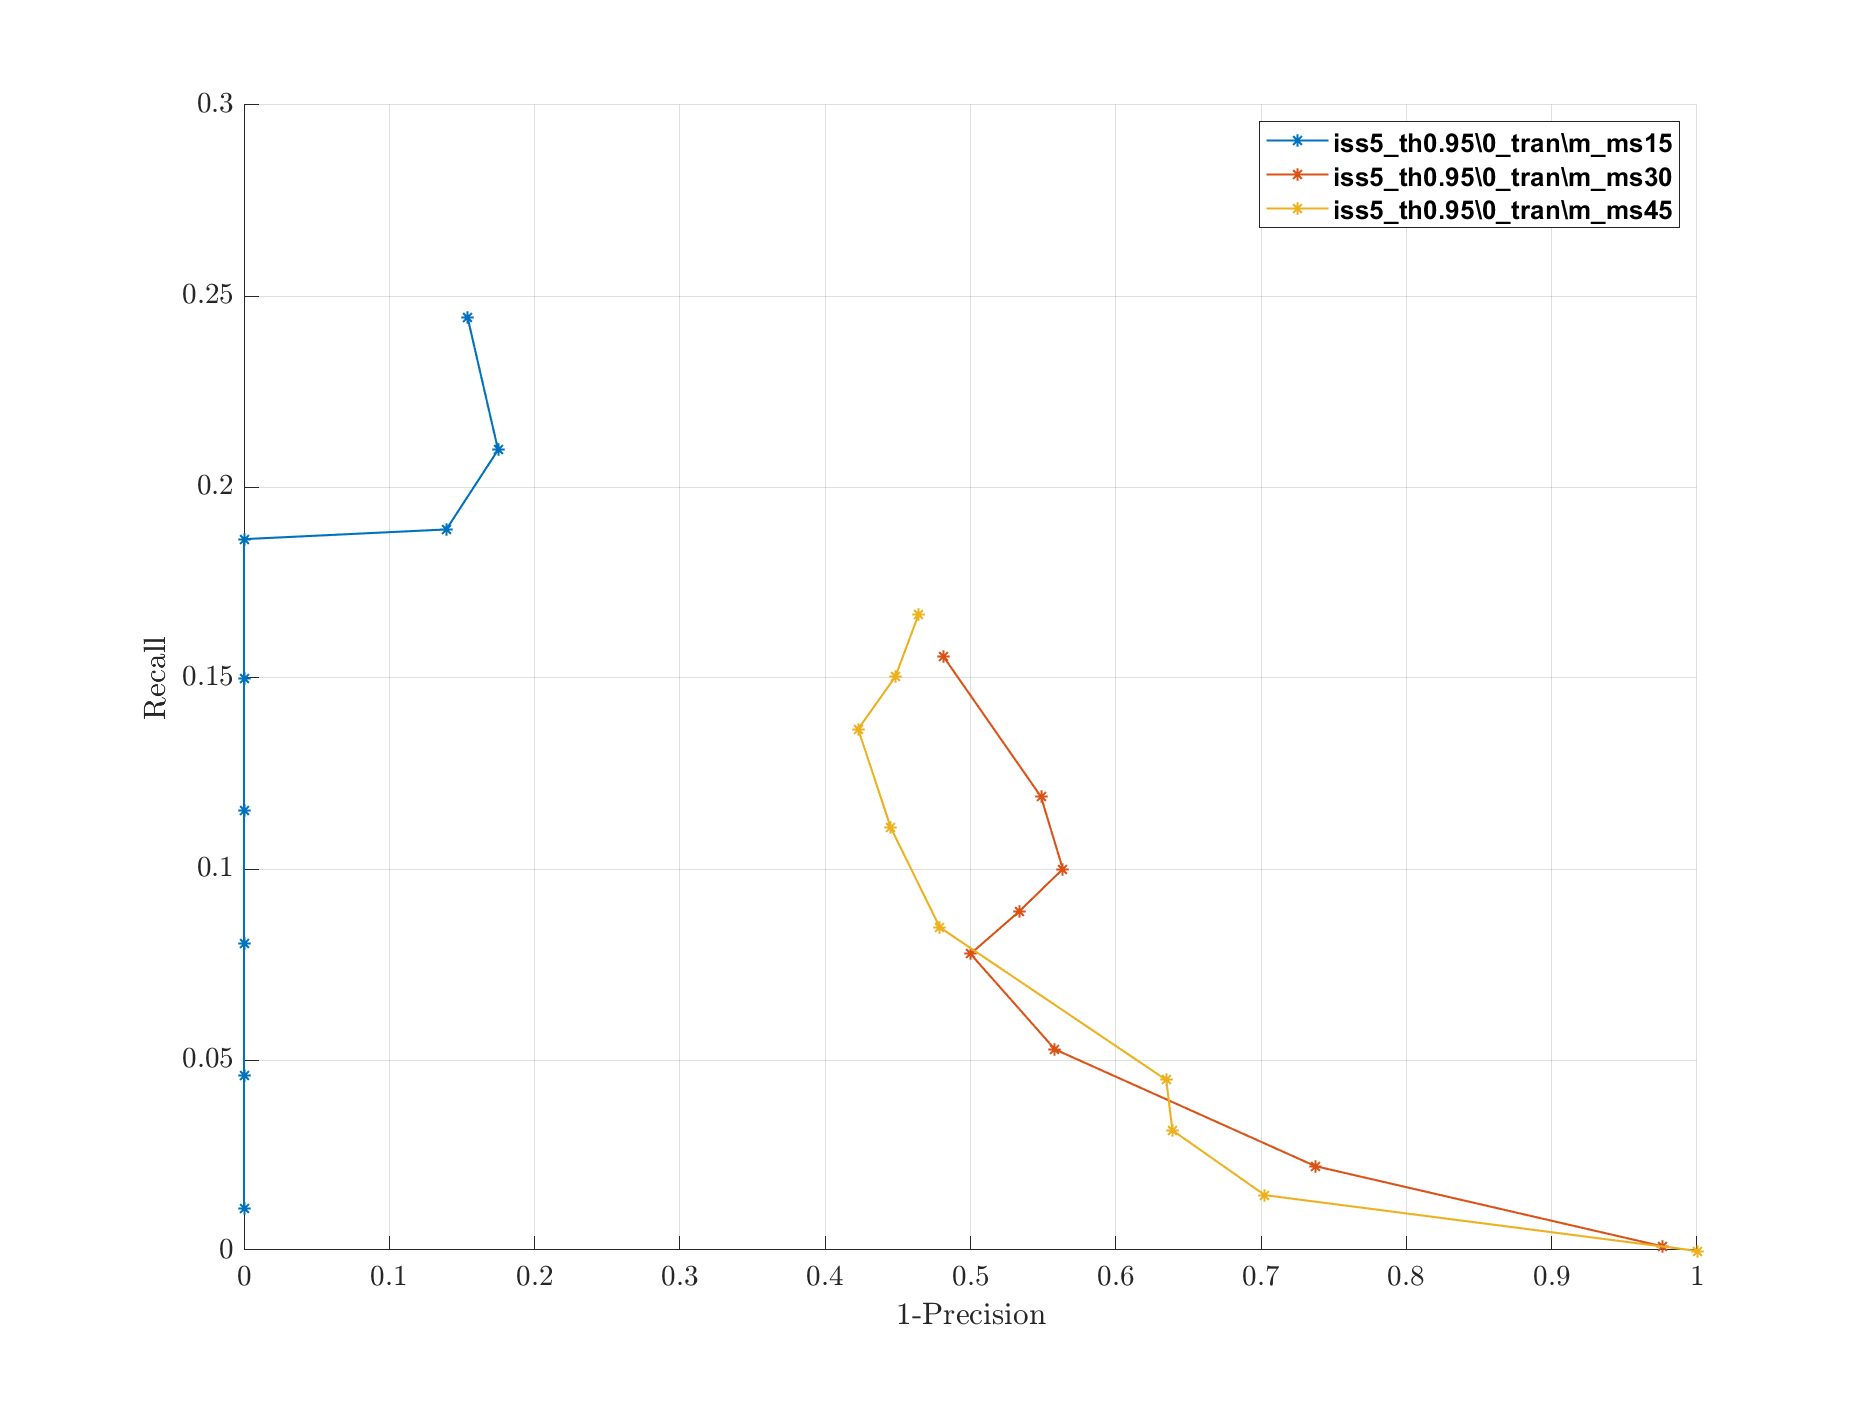 0.3
0.25
0.2
0.15
0.1
0.05
0
Recall
iss5_th0.95\0_tran\m_ms15
iss5_th0.95\0_tran\m_ms30
iss5_th0.95\0_tran\m_ms45
0 0.1 0.2 0.3 0.4 0.5 0.6 0.7 0.8 0.9 1
1-Precision